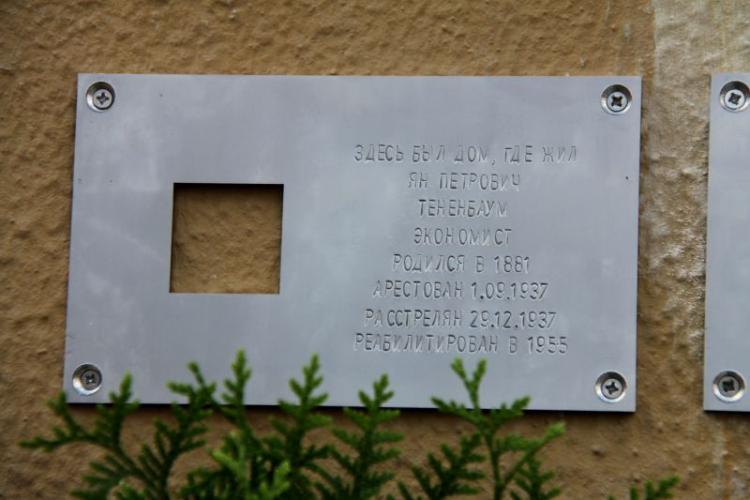 ЗДЕСЬ БЫЛ ДОМ, ГДЕ ЖИЛ
ЯН ПЕТРОВИЧ
ТЕНЕНБАУМ
ЭКОНОМИСТ
РОДИЛСЯ В 1881
АРЕСТОВАН 1.09.1937
РАССТРЕЛЯН 29.12.1937
РЕАБИЛИТИРОВАН В 1955